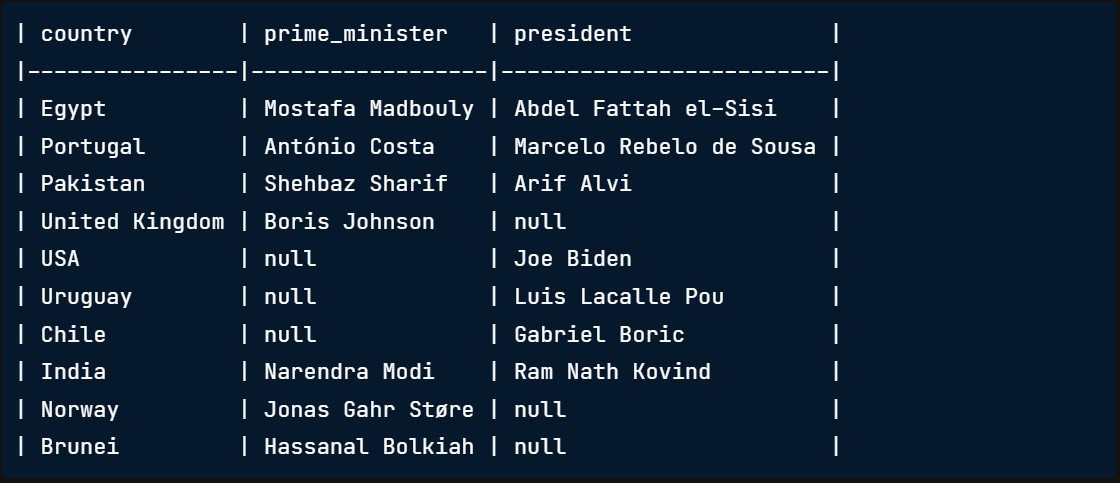 | country        | prime_minister   | president               |
|----------------|------------------|-------------------------|
| Egypt          | Mostafa Madbouly | Abdel Fattah el-Sisi    |
| Portugal       | António Costa    | Marcelo Rebelo de Sousa |
| Pakistan       | Shehbaz Sharif   | Arif Alvi               |
| United Kingdom | Boris Johnson    | null                    |
| USA            | null             | Joe Biden               |
| Uruguay        | null             | Luis Lacalle Pou        |
| Chile          | null             | Gabriel Boric           |
| India          | Narendra Modi    | Ram Nath Kovind         |
| Norway         | Jonas Gahr Støre | null                    |
| Brunei         | Hassanal Bolkiah | null                    |